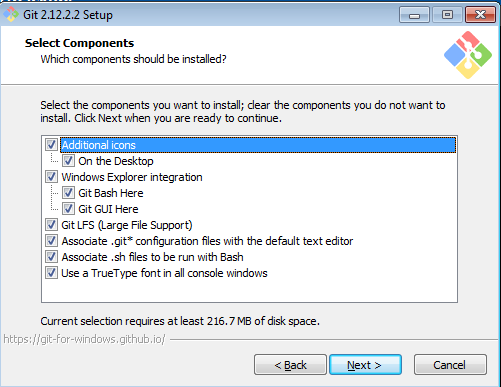 Git 2.12.2.2 Setup
Select Components
Which components should be installed?
Select the components you want to install; clear the components you do not want to
install. Click Next when you are ready to continue.
Additional icons
On the Desktop
Windows Explorer integration
Git Bash Here
Git GUI Here
Git LFS (Large File Support)
Associate .git* configuration files with the default text editor
Associate .sh files to be run with Bash
Use a TrueType font in all console windows
Current selection requires at least 216.7 MB of disk space.
https://git-for-windows.github.io/
< Back
Next >
Cancel